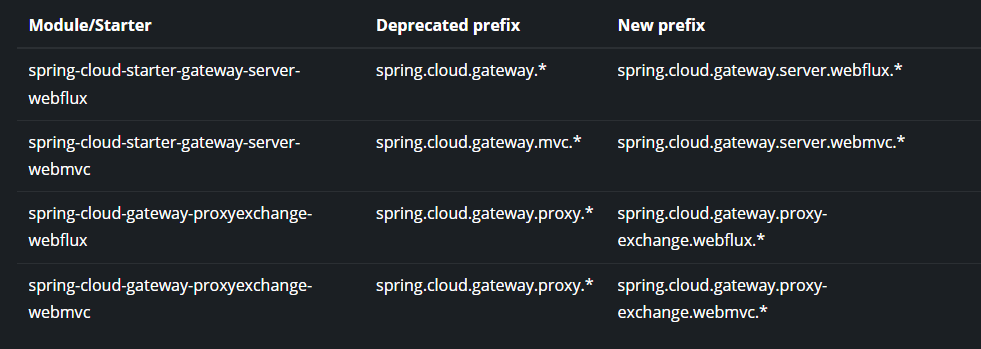 Module/Starter Deprecated prefix New prefix
spring-cloud-starter-gateway-server-webflux spring.cloud.gateway.* spring.cloud.gateway.server.webflux.*
spring-cloud-starter-gateway-server-webmvc spring.cloud.gateway.mvc.* spring.cloud.gateway.server.webmvc.*
spring-cloud-gateway-proxyexchange-webflux spring.cloud.gateway.proxy.* spring.cloud.gateway.proxy-exchange.webflux.*
spring-cloud-gateway-proxyexchange-webmvc spring.cloud.gateway.proxy.* spring.cloud.gateway.proxy-exchange.webmvc.*